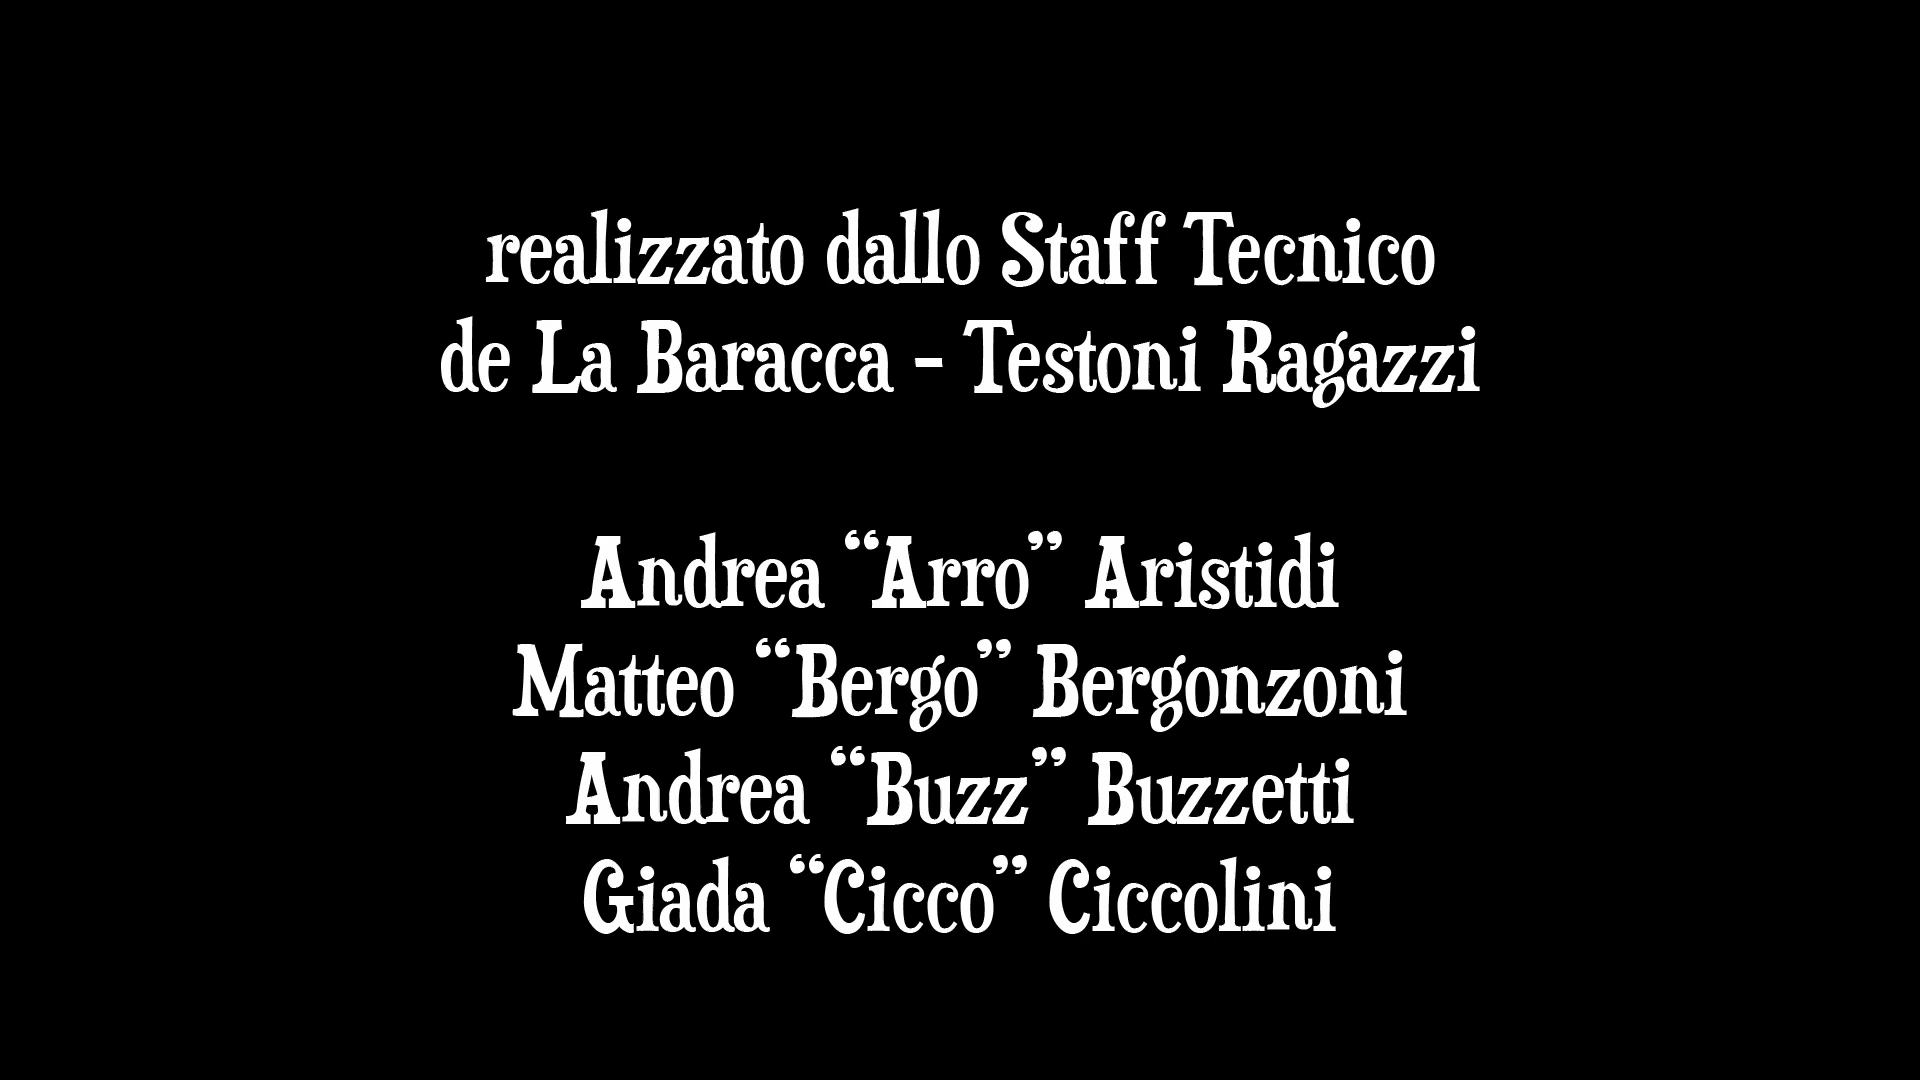 realizzato dallo Staff Tecnico
de La Baracca - Testoni Ragazzi
Andrea “Arro” Aristidi
Matteo “Bergo” Bergonzoni
Andrea “Buzz” Buzzetti
Giada “Cicco” Ciccolini